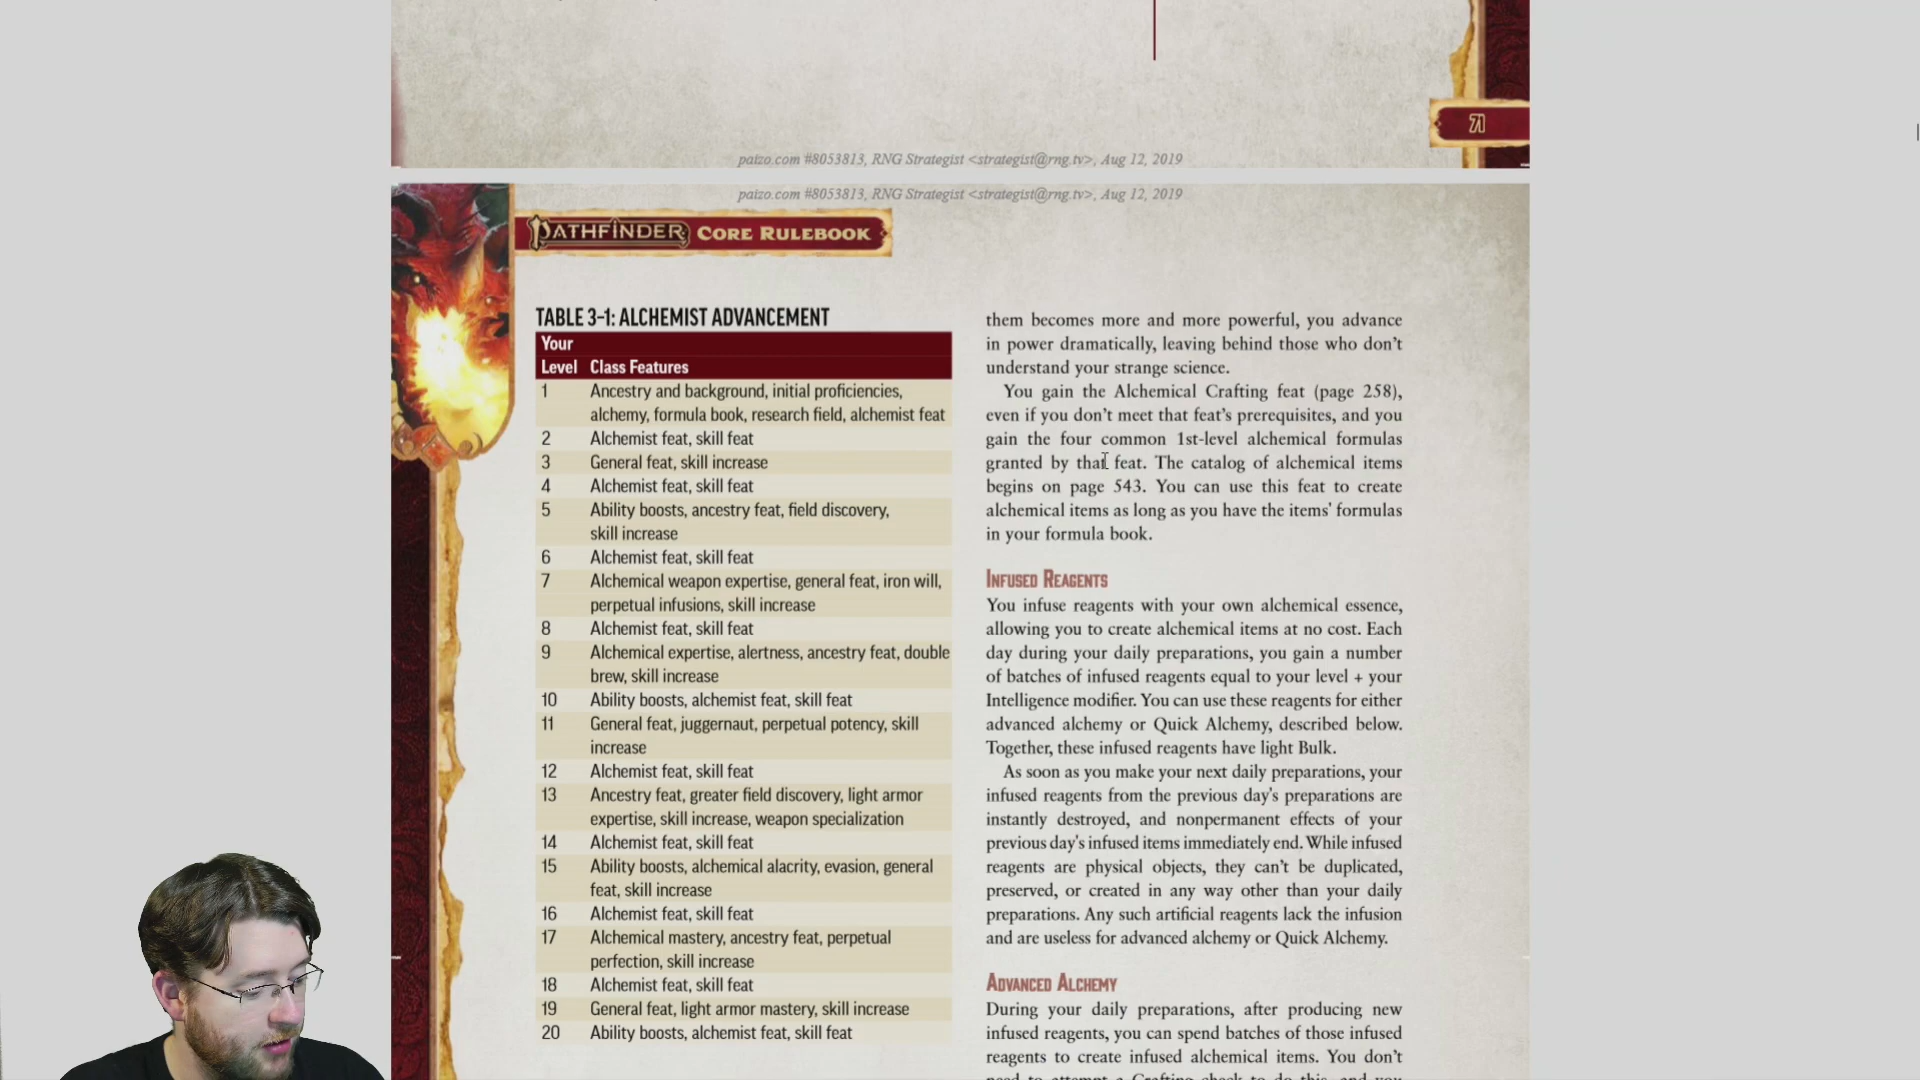 71
paizo.com #8053813, RNG Strategist <strategist@rng.tv>, Aug 12, 2019
paizo.com #8053813, RNG Strategist <strategist@rng.tv>, Aug 12, 2019
PATHFINDER CORE RULEBOOK
TABLE 3-1: ALCHEMIST ADVANCEMENT
Your
Level Class Features
1 Ancestry and background, initial proficiencies,
alchemy, formula book, research field, alchemist feat
2 Alchemist feat, skill feat
3 General feat, skill increase
4 Alchemist feat, skill feat
5 Ability boosts, ancestry feat, field discovery,
skill increase
6 Alchemist feat, skill feat
7 Alchemical weapon expertise, general feat, iron will,
perpetual infusions, skill increase
8 Alchemist feat, skill feat
9 Alchemical expertise, alertness, ancestry feat, double
brew, skill increase
10 Ability boosts, alchemist feat, skill feat
11 General feat, juggernaut, perpetual potency, skill
increase
12 Alchemist feat, skill feat
13 Ancestry feat, greater field discovery, light armor
expertise, skill increase, weapon specialization
14 Alchemist feat, skill feat
15 Ability boosts, alchemical alacrity, evasion, general
feat, skill increase
16 Alchemist feat, skill feat
17 Alchemical mastery, ancestry feat, perpetual
perfection, skill increase
18 Alchemist feat, skill feat
19 General feat, light armor mastery, skill increase
20 Ability boosts, alchemist feat, skill feat
them becomes more and more powerful, you advance
in power dramatically, leaving behind those who don't
understand your strange science.
You gain the Alchemical Crafting feat (page 258),
even if you don't meet that feat's prerequisites, and you
gain the four common 1st-level alchemical formulas
granted by that feat. The catalog of alchemical items
begins on page 543. You can use this feat to create
alchemical items as long as you have the items' formulas
in your formula book.
INFUSED REAGENTS
You infuse reagents with your own alchemical essence,
allowing you to create alchemical items at no cost. Each
day during your daily preparations, you gain a number
of batches of infused reagents equal to your level + your
Intelligence modifier. You can use these reagents for either
advanced alchemy or Quick Alchemy, described below.
Together, these infused reagents have light Bulk.
As soon as you make your next daily preparations, your
infused reagents from the previous day's preparations are
instantly destroyed, and nonpermanent effects of your
previous day's infused items immediately end. While infused
reagents are physical objects, they can't be duplicated,
preserved, or created in any way other than your daily
preparations. Any such artificial reagents lack the infusion
and are useless for advanced alchemy or Quick Alchemy.
ADVANCED ALCHEMY
During your daily preparations, after producing new
infused reagents, you can spend batches of those infused
reagents to create infused alchemical items. You don't
need to attempt a Crafting check to do this, and you